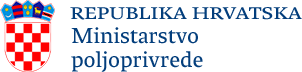 REPUBLIKA HRVATSKA
Ministarstvo
poljoprivrede